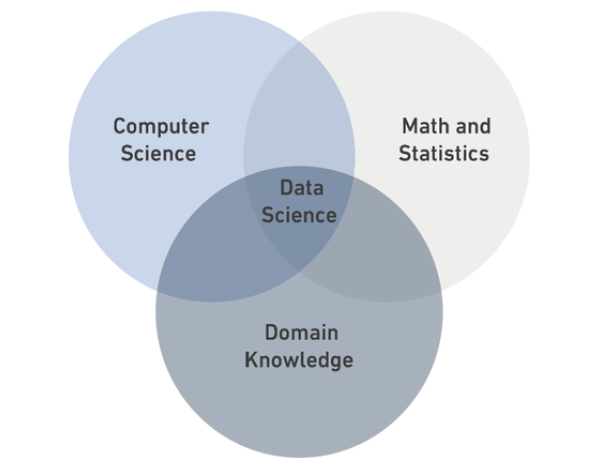 Computer
Science
Math and
Statistics
Data
Science
Domain
Knowledge